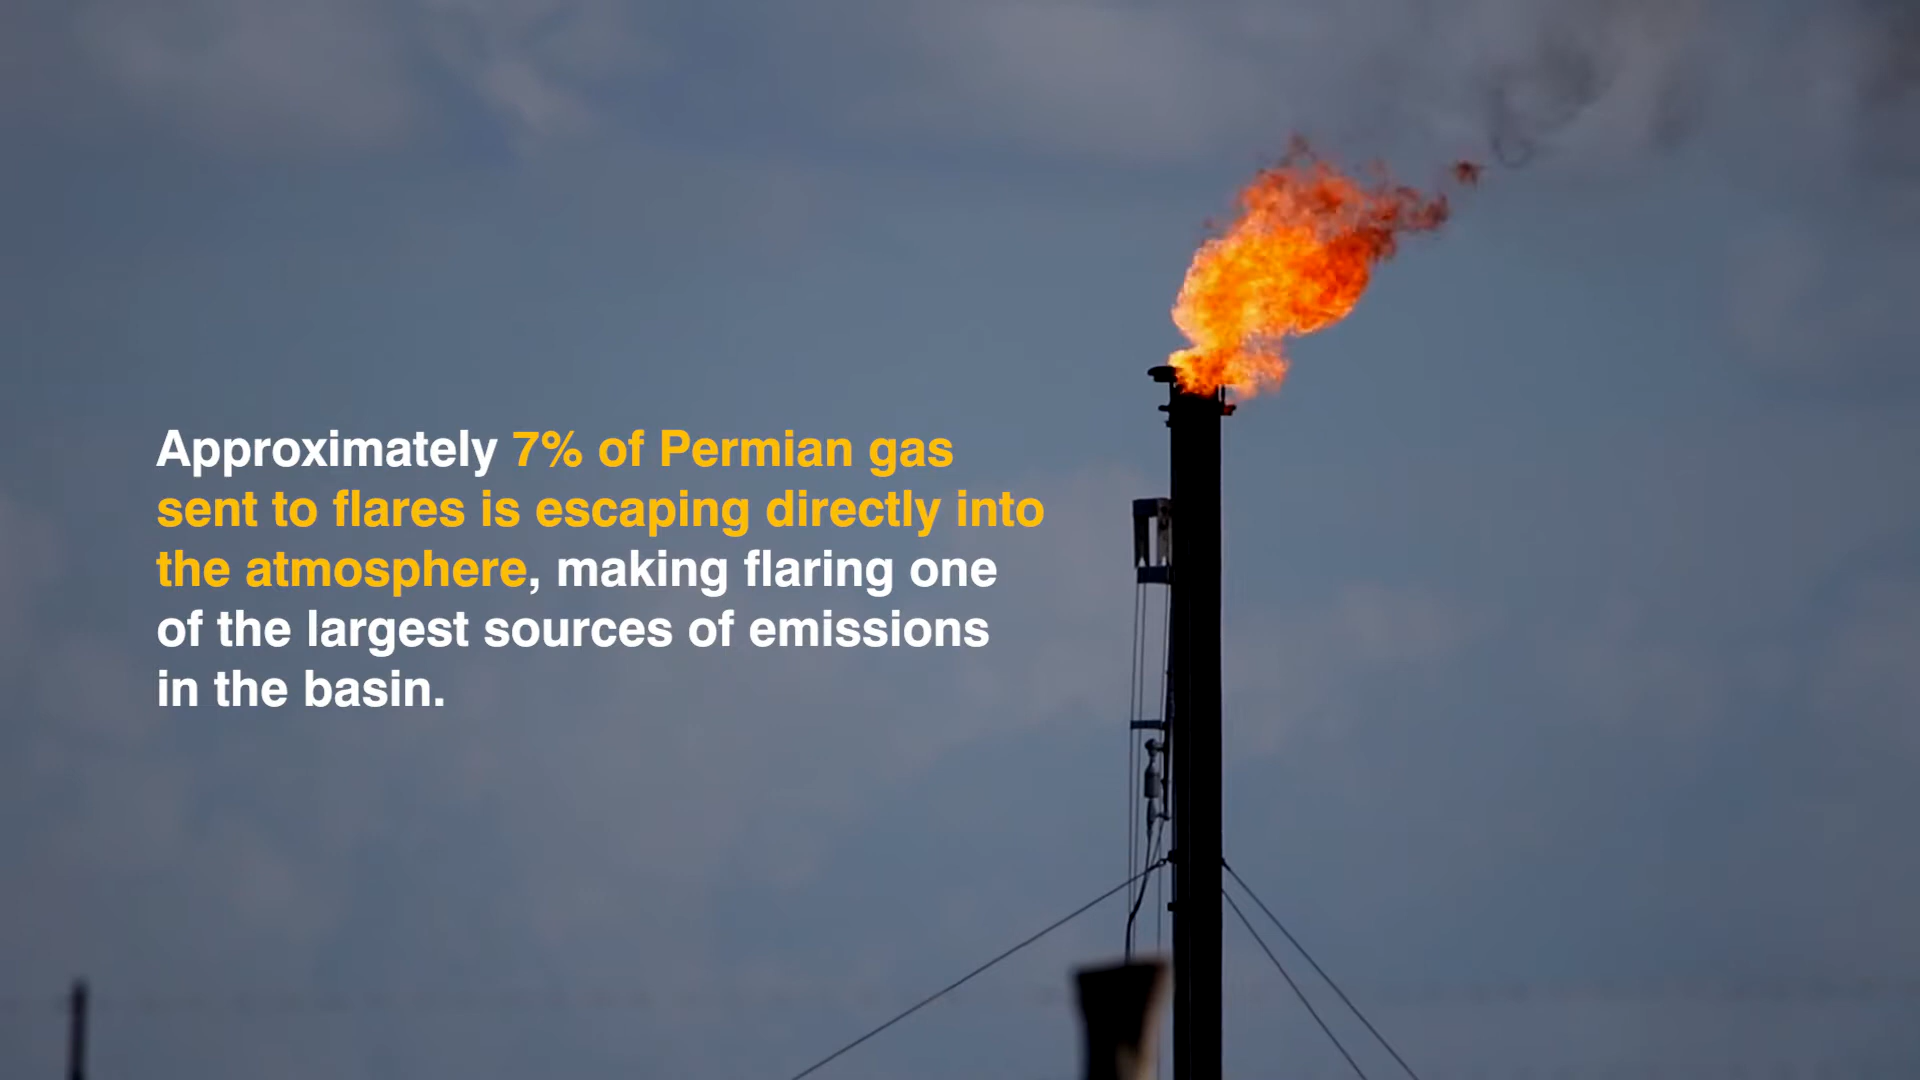 Approximately 7% of Permian gas
sent to flares is escaping directly into
the atmosphere, making flaring one
of the largest sources of emissions
in the basin.